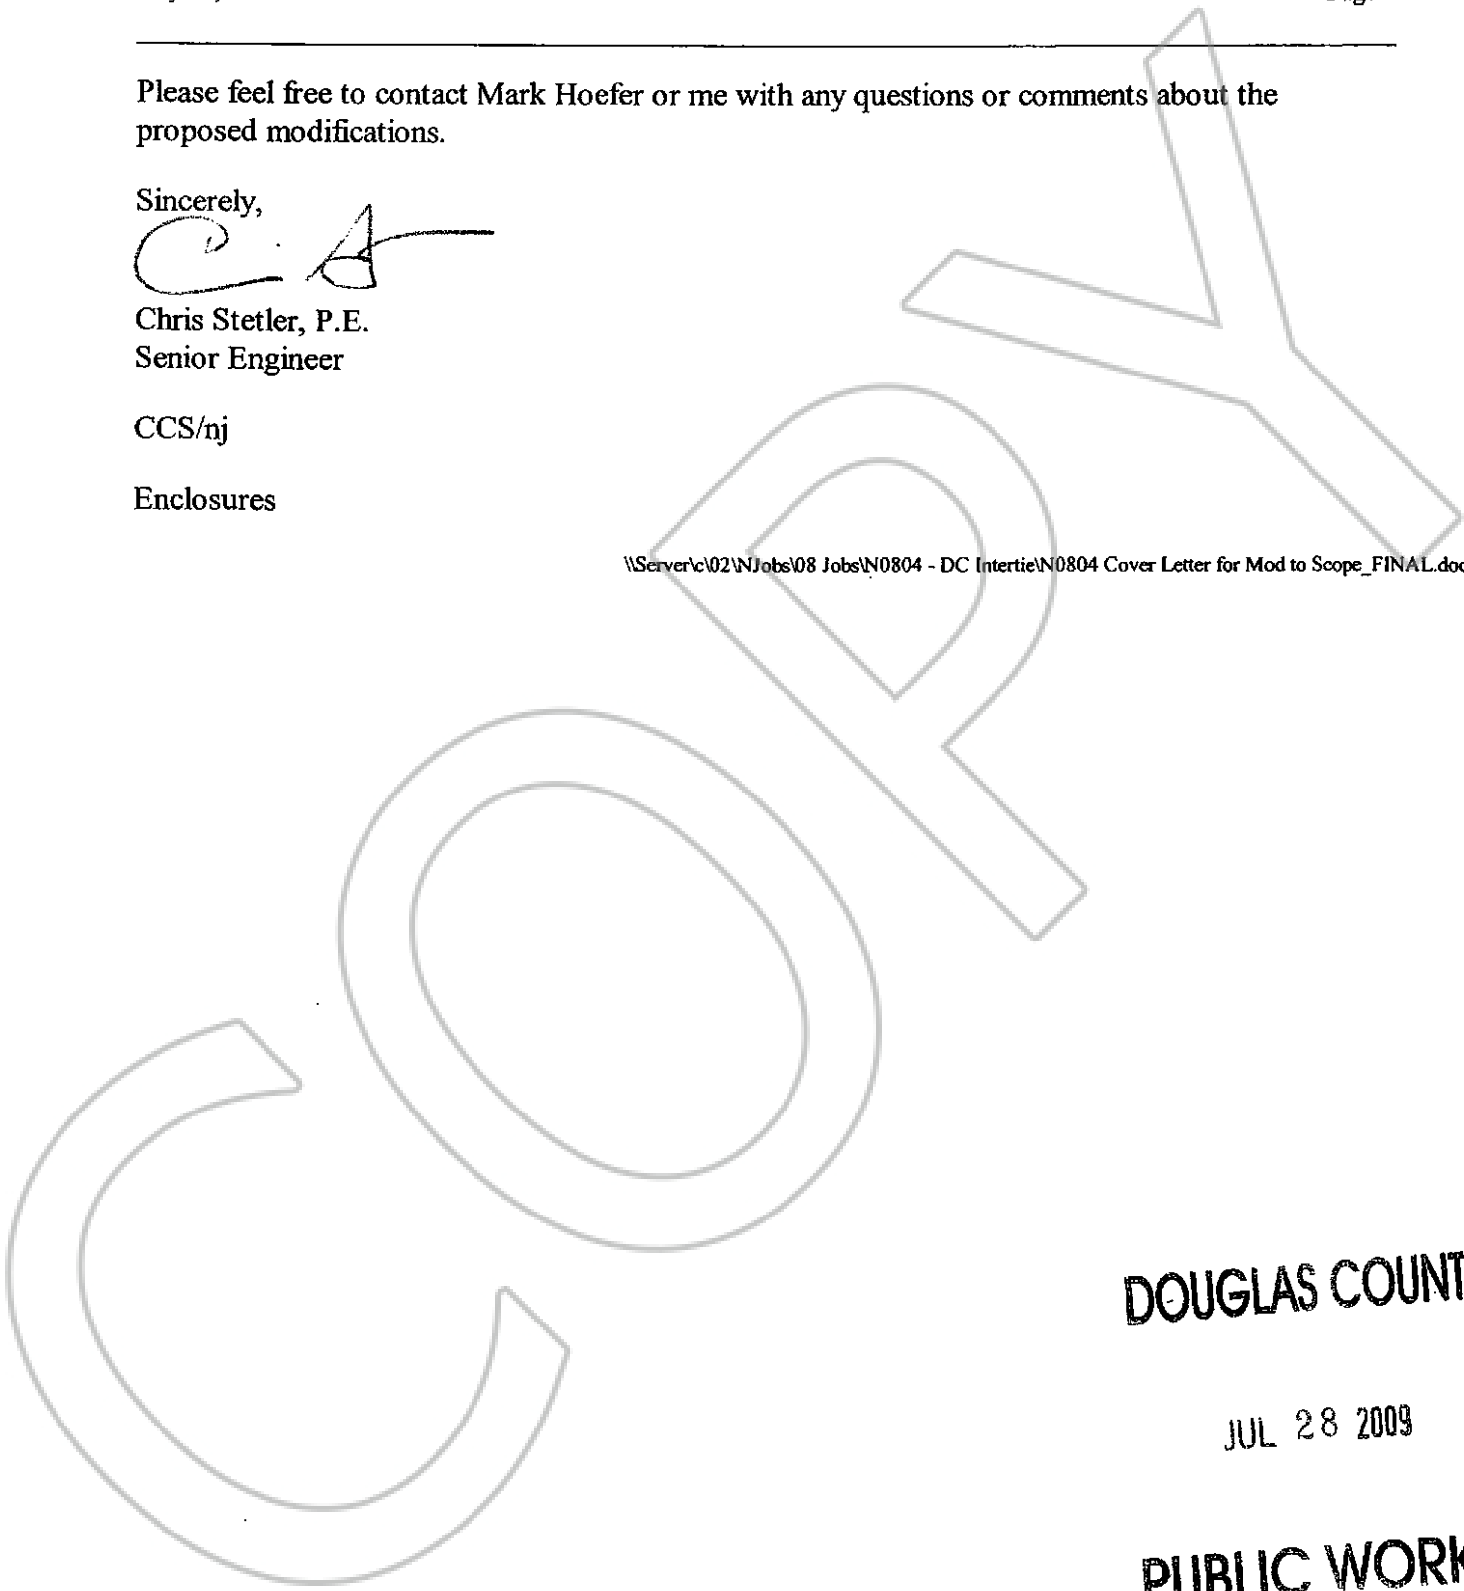 Please feel free to contact Mark Hoefer or me with any questions or comments about the
proposed modifications.
Sincerely,
Chris Stetler, P.E.
Senior Engineer
CCS/nj
Enclosures
\\Server\c\02\NJobs\08 Jobs\N0804 - DC Intertie\N0804 Cover Letter for Mod to Scope_FINAL.doc
COPY
DOUGLAS COUNT
JUL 28 2009
PUBLIC WORK